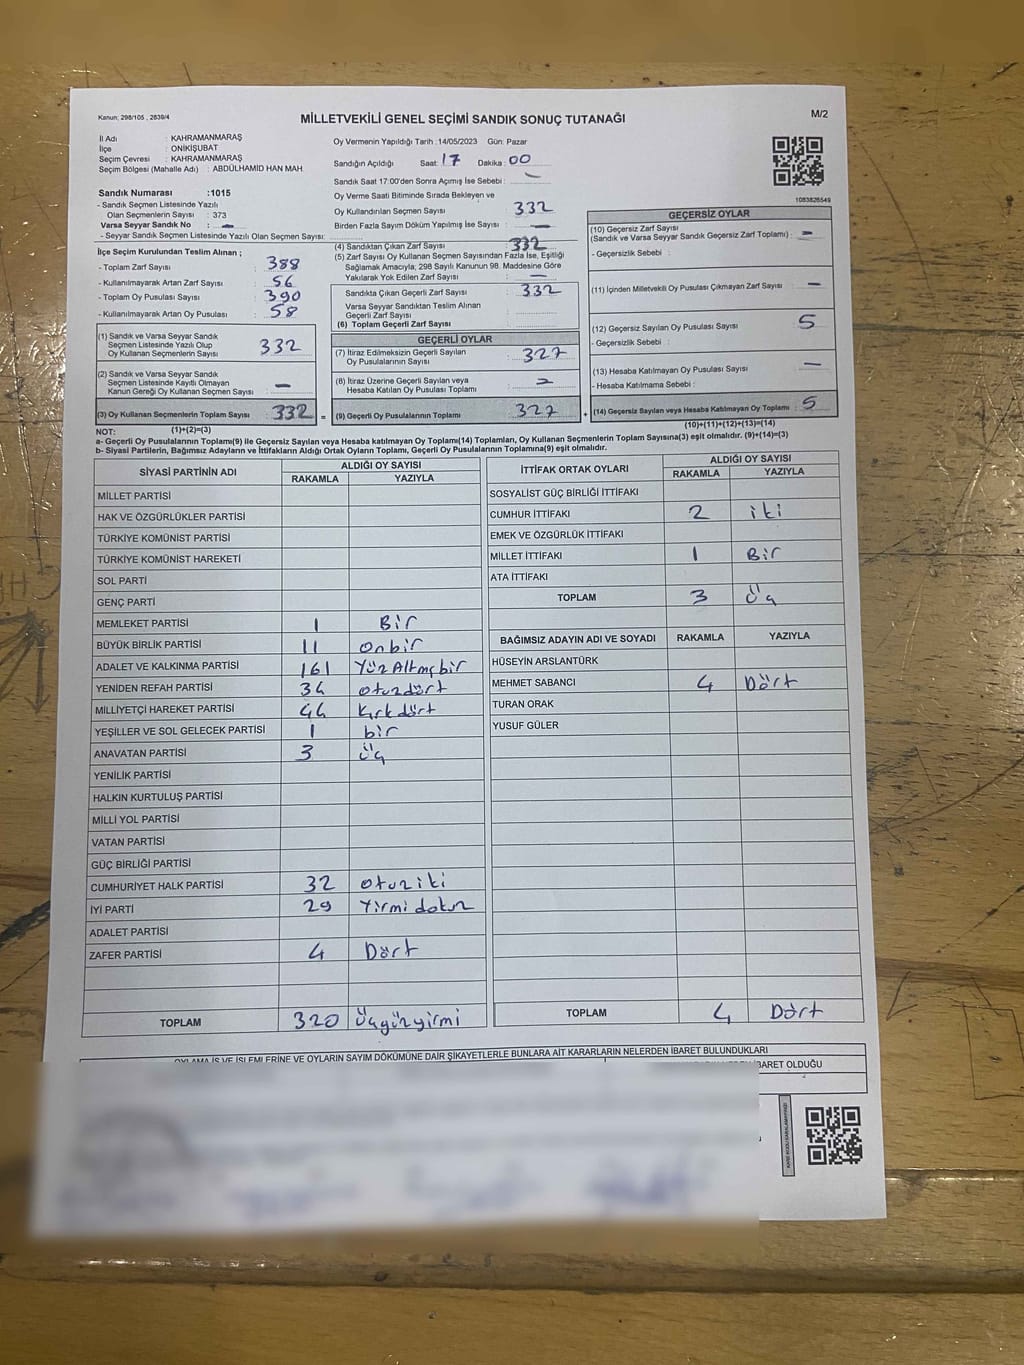 Kanun: 298/105 , 2839/4
MİLLETVEKİLİ GENEL SEÇİMİ SANDIK SONUÇ TUTANAĞI
M/2
İl Adı : KAHRAMANMARAŞ
İlçe : ONİKİŞUBAT
Seçim Çevresi : KAHRAMANMARAŞ
Seçim Bölgesi (Mahalle Adı) : ABDÜLHAMİD HAN MAH.
Sandık Numarası :1015
- Sandık Seçmen Listesinde Yazılı
Olan Seçmenlerin Sayısı : 373
Varsa Seyyar Sandık No : -
- Seyyar Sandık Seçmen Listesinde Yazılı Olan Seçmen Sayısı:
İlçe Seçim Kurulundan Teslim Alınan ;
- Toplam Zarf Sayısı : 388
- Kullanılmayarak Artan Zarf Sayısı : 56
- Toplam Oy Pusulası Sayısı : 390
- Kullanılmayarak Artan Oy Pusulası : 58
(1) Sandık ve Varsa Seyyar Sandık
Seçmen Listesinde Yazılı Olup
Oy Kullanan Seçmenlerin Sayısı : 332
(2) Sandık ve Varsa Seyyar Sandık
Seçmen Listesinde Kayıtlı Olmayan
Kanun Gereği Oy Kullanan Seçmen Sayısı : -
(3) Oy Kullanan Seçmenlerin Toplam Sayısı : 332 =
(1)+(2)=(3)
Oy Vermenin Yapıldığı Tarih :14/05/2023 Gün: Pazar
Sandığın Açıldığı Saat: 17 Dakika: 00
Sandık Saat 17:00'den Sonra Açımış İse Sebebi : -
Oy Verme Saati Bitiminde Sırada Bekleyen ve
Oy Kullandırılan Seçmen Sayısı : 332
Birden Fazla Sayım Döküm Yapılmış İse Sayısı : -
(4) Sandıktan Çıkan Zarf Sayısı : 332
(5) Zarf Sayısı Oy Kullanan Seçmen Sayısından Fazla İse, Eşitliği
Sağlamak Amacıyla, 298 Sayılı Kanunun 98. Maddesine Göre
Yakılarak Yok Edilen Zarf Sayısı : -
Sandıkta Çıkan Geçerli Zarf Sayısı : 332
Varsa Seyyar Sandıktan Teslim Alınan
Geçerli Zarf Sayısı :
(6) Toplam Geçerli Zarf Sayısı :
GEÇERLİ OYLAR
(7) İtiraz Edilmeksizin Geçerli Sayılan
Oy Pusulalarının Sayısı : 327
(8) İtiraz Üzerine Geçerli Sayılan veya
Hesaba Katılan Oy Pusulası Toplamı : -
(9) Geçerli Oy Pusulalarının Toplamı : 327 +
1083826549
GEÇERSİZ OYLAR
(10) Geçersiz Zarf Sayısı
(Sandık ve Varsa Seyyar Sandık Geçersiz Zarf Toplamı) : -
- Geçersizlik Sebebi :
(11) İçinden Milletvekili Oy Pusulası Çıkmayan Zarf Sayısı : -
(12) Geçersiz Sayılan Oy Pusulası Sayısı : 5
- Geçersizlik Sebebi :
(13) Hesaba Katılmayan Oy Pusulası Sayısı : -
- Hesaba Katılmama Sebebi :
(14) Geçersiz Sayılan veya Hesaba Katılmayan Oy Toplamı : 5
(10)+(11)+(12)+(13)=(14)
NOT:
a- Geçerli Oy Pusulalarının Toplamı(9) ile Geçersiz Sayılan veya Hesaba katılmayan Oy Toplamı(14) Toplamları, Oy Kullanan Seçmenlerin Toplam Sayısına(3) eşit olmalıdır. (9)+(14)=(3)
b- Siyasi Partilerin, Bağımsız Adayların ve İttifakların Aldığı Ortak Oyların Toplamı, Geçerli Oy Pusulalarının Toplamına(9) eşit olmalıdır.
SİYASİ PARTİNİN ADI ALDIĞI OY SAYISI
RAKAMLA YAZIYLA
MİLLET PARTİSİ
HAK VE ÖZGÜRLÜKLER PARTİSİ
TÜRKİYE KOMÜNİST PARTİSİ
TÜRKİYE KOMÜNİST HAREKETİ
SOL PARTİ
GENÇ PARTİ
MEMLEKET PARTİSİ 1 Bir
BÜYÜK BİRLİK PARTİSİ 11 onbir
ADALET VE KALKINMA PARTİSİ 161 YüzAltmşbir
YENİDEN REFAH PARTİSİ 34 otuzdört
MİLLİYETÇİ HAREKET PARTİSİ 44 kırkdört
YEŞİLLER VE SOL GELECEK PARTİSİ 1 bir
ANAVATAN PARTİSİ 3 üç
YENİLİK PARTİSİ
HALKIN KURTULUŞ PARTİSİ
MİLLİ YOL PARTİSİ
VATAN PARTİSİ
GÜÇ BİRLİĞİ PARTİSİ
CUMHURİYET HALK PARTİSİ 32 otuziki
İYİ PARTİ 29 Yirmi dokuz
ADALET PARTİSİ
ZAFER PARTİSİ 4 Dört
TOPLAM 320 üçyüzyirmi
İTTİFAK ORTAK OYLARI ALDIĞI OY SAYISI
RAKAMLA YAZIYLA
SOSYALİST GÜÇ BİRLİĞİ İTTİFAKI
CUMHUR İTTİFAKI 2 iki
EMEK VE ÖZGÜRLÜK İTTİFAKI
MİLLET İTTİFAKI 1 Bir
ATA İTTİFAKI
TOPLAM 3 üç
BAĞIMSIZ ADAYIN ADI VE SOYADI RAKAMLA YAZIYLA
HÜSEYİN ARSLANTÜRK
MEHMET SABANCI 4 Dört
TURAN ORAK
YUSUF GÜLER
TOPLAM 4 Dört
OYLAMA İŞ VE İŞLEMLERİNE VE OYLARIN SAYIM DÖKÜMÜNE DAİR ŞİKAYETLERLE BUNLARA AİT KARARLARIN NELERDEN İBARET BULUNDUKLARI
İBARET OLDUĞU